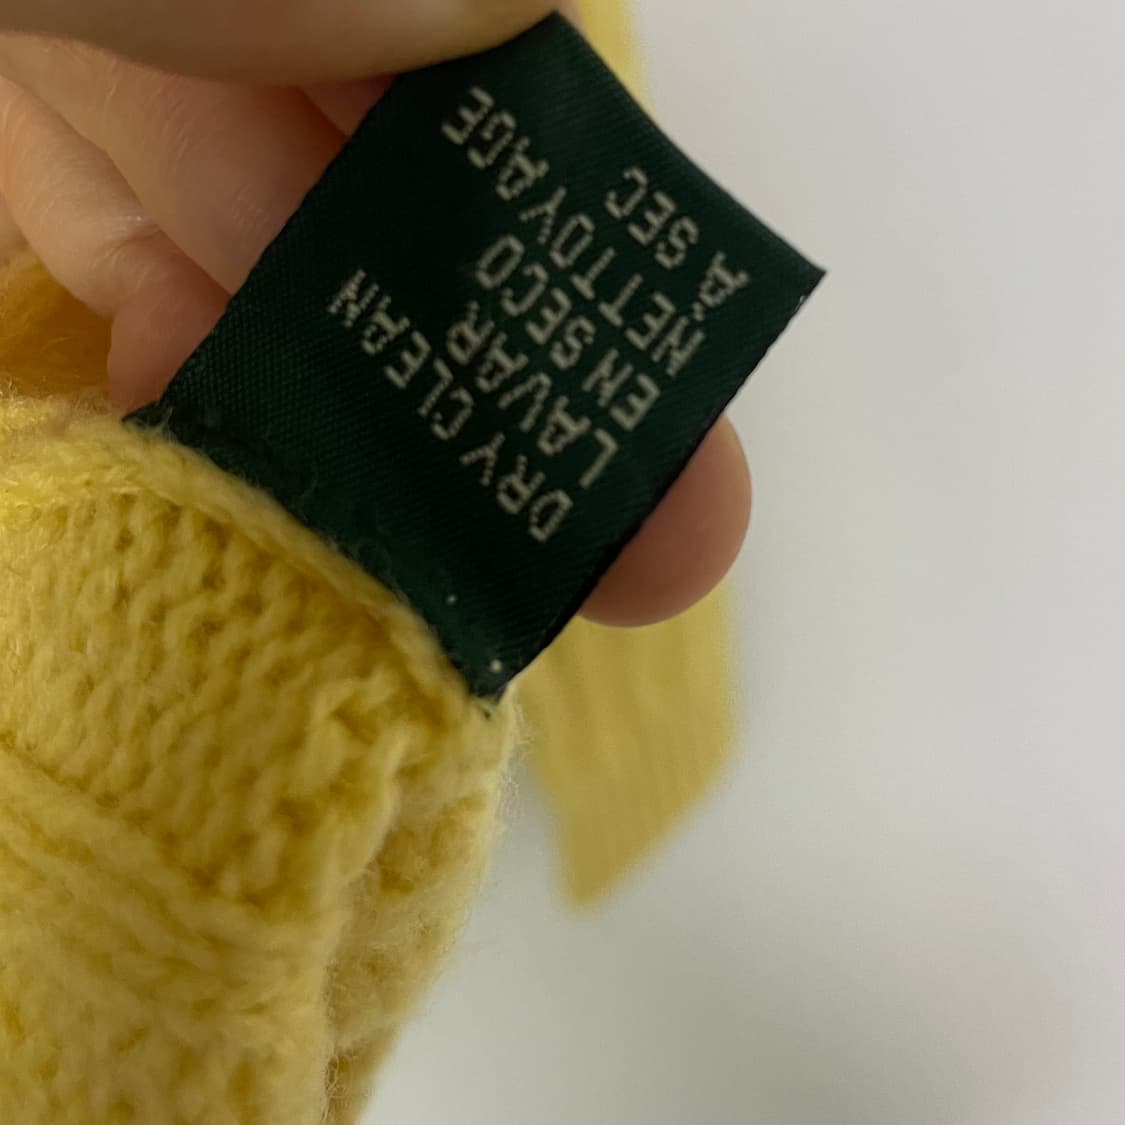 DRY CLEAN
LAVAR
EN SECO
NETTOYAGE
À SEC